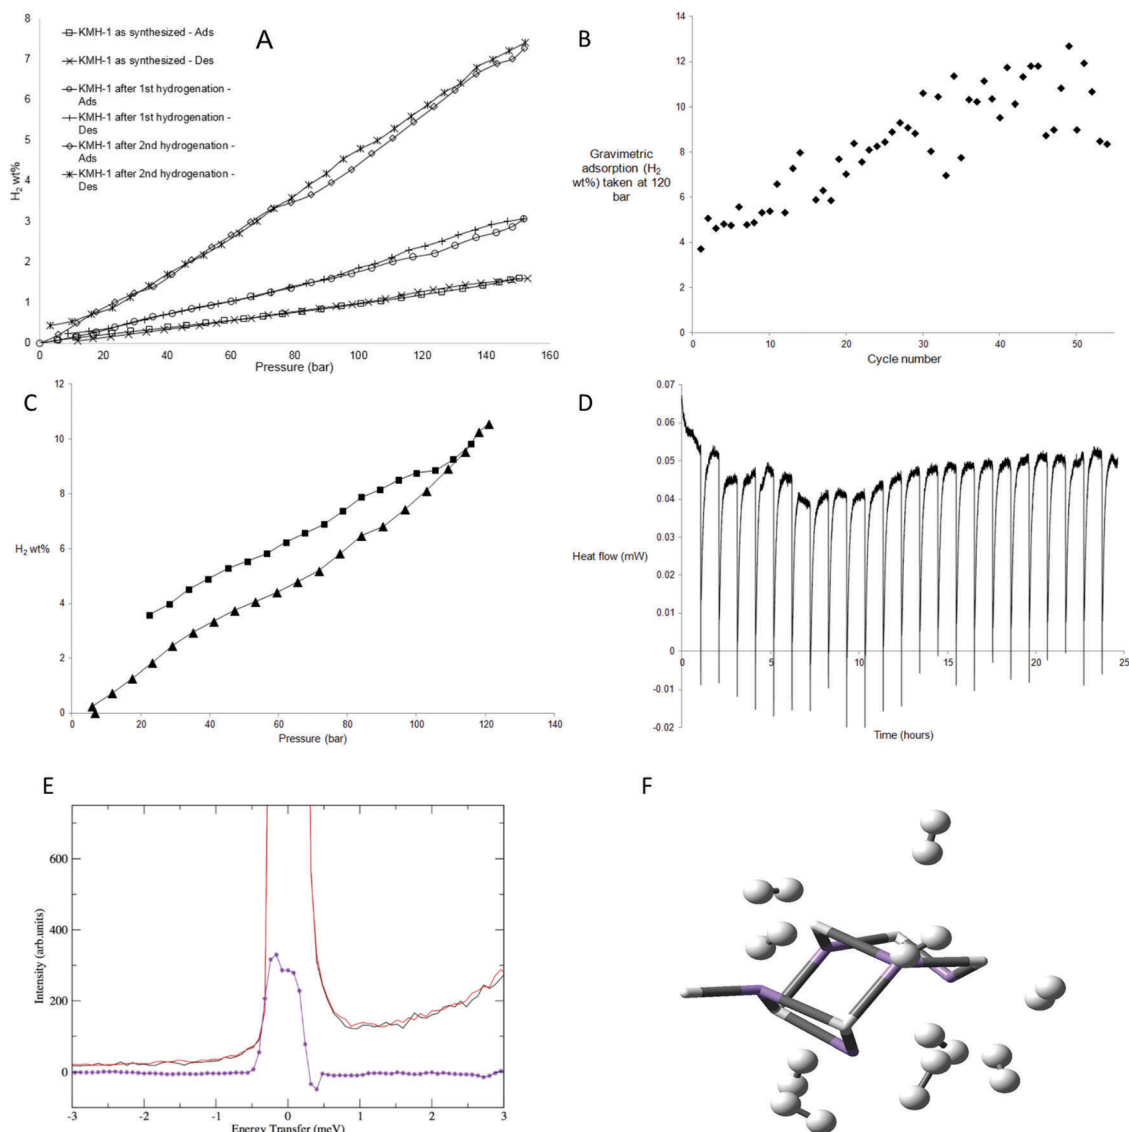 A
8
7
6
5
4
3
2
1
0
H2 wt%
KMH-1 as synthesized - Ads
KMH-1 as synthesized - Des
KMH-1 after 1st hydrogenation -
Ads
KMH-1 after 1st hydrogenation -
Des
KMH-1 after 2nd hydrogenation -
Ads
KMH-1 after 2nd hydrogenation -
Des
0 20 40 60 80 100 120 140 160
Pressure (bar)
B
14
12
10
8
6
4
2
0
Gravimetric
adsorption (H2
wt%) taken at 120
bar
0 10 20 30 40 50
Cycle number
C
12
10
8
6
4
2
0
H2 wt%
0 20 40 60 80 100 120 140
Pressure (bar)
D
0.07
0.06
0.05
0.04
0.03
0.02
0.01
0
-0.01
-0.02
Heat flow (mW)
0 5 10 15 20 25
Time (hours)
E
600
400
200
0
Intensity (arb.units)
-3 -2 -1 0 1 2 3
Energy Transfer (meV)
F